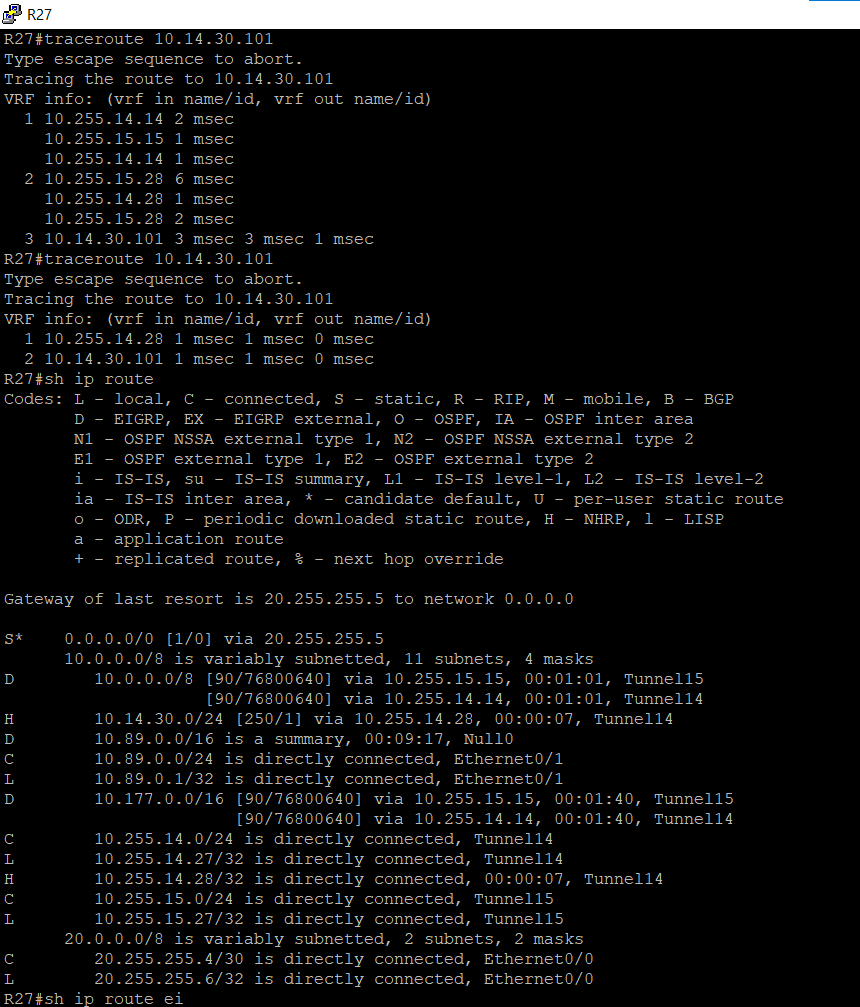 R27
R27#traceroute 10.14.30.101
Type escape sequence to abort.
Tracing the route to 10.14.30.101
VRF info: (vrf in name/id, vrf out name/id)
  1 10.255.14.14 2 msec
    10.255.15.15 1 msec
    10.255.14.14 1 msec
  2 10.255.15.28 6 msec
    10.255.14.28 1 msec
    10.255.15.28 2 msec
  3 10.14.30.101 3 msec 3 msec 1 msec
R27#traceroute 10.14.30.101
Type escape sequence to abort.
Tracing the route to 10.14.30.101
VRF info: (vrf in name/id, vrf out name/id)
  1 10.255.14.28 1 msec 1 msec 0 msec
  2 10.14.30.101 1 msec 1 msec 0 msec
R27#sh ip route
Codes: L - local, C - connected, S - static, R - RIP, M - mobile, B - BGP
       D - EIGRP, EX - EIGRP external, O - OSPF, IA - OSPF inter area
       N1 - OSPF NSSA external type 1, N2 - OSPF NSSA external type 2
       E1 - OSPF external type 1, E2 - OSPF external type 2
       i - IS-IS, su - IS-IS summary, L1 - IS-IS level-1, L2 - IS-IS level-2
       ia - IS-IS inter area, * - candidate default, U - per-user static route
       o - ODR, P - periodic downloaded static route, H - NHRP, l - LISP
       a - application route
       + - replicated route, % - next hop override
Gateway of last resort is 20.255.255.5 to network 0.0.0.0
S*    0.0.0.0/0 [1/0] via 20.255.255.5
      10.0.0.0/8 is variably subnetted, 11 subnets, 4 masks
D        10.0.0.0/8 [90/76800640] via 10.255.15.15, 00:01:01, Tunnel15
                    [90/76800640] via 10.255.14.14, 00:01:01, Tunnel14
H        10.14.30.0/24 [250/1] via 10.255.14.28, 00:00:07, Tunnel14
D        10.89.0.0/16 is a summary, 00:09:17, Null0
C        10.89.0.0/24 is directly connected, Ethernet0/1
L        10.89.0.1/32 is directly connected, Ethernet0/1
D        10.177.0.0/16 [90/76800640] via 10.255.15.15, 00:01:40, Tunnel15
                       [90/76800640] via 10.255.14.14, 00:01:40, Tunnel14
C        10.255.14.0/24 is directly connected, Tunnel14
L        10.255.14.27/32 is directly connected, Tunnel14
H        10.255.14.28/32 is directly connected, 00:00:07, Tunnel14
C        10.255.15.0/24 is directly connected, Tunnel15
L        10.255.15.27/32 is directly connected, Tunnel15
      20.0.0.0/8 is variably subnetted, 2 subnets, 2 masks
C        20.255.255.4/30 is directly connected, Ethernet0/0
L        20.255.255.6/32 is directly connected, Ethernet0/0
R27#sh ip route ei